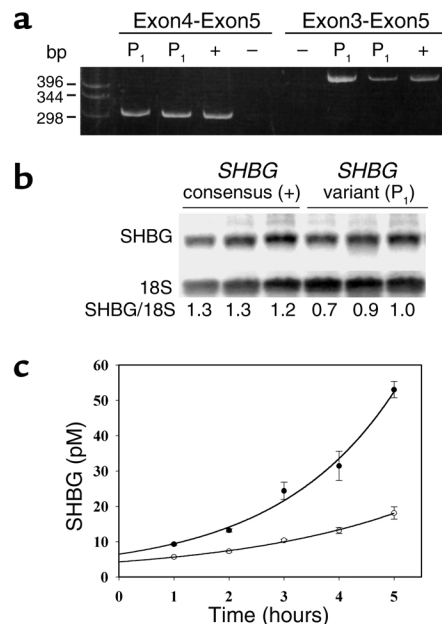 a
Exon4-Exon5 Exon3-Exon5
bp P1 P1 + – – P1 P1 +
396
344
298
b
SHBG SHBG
consensus (+) variant (P1)
SHBG
18S
SHBG/18S 1.3 1.3 1.2 0.7 0.9 1.0
c
60
50
40
30
20
10
0
SHBG (pM)
0 1 2 3 4 5
Time (hours)